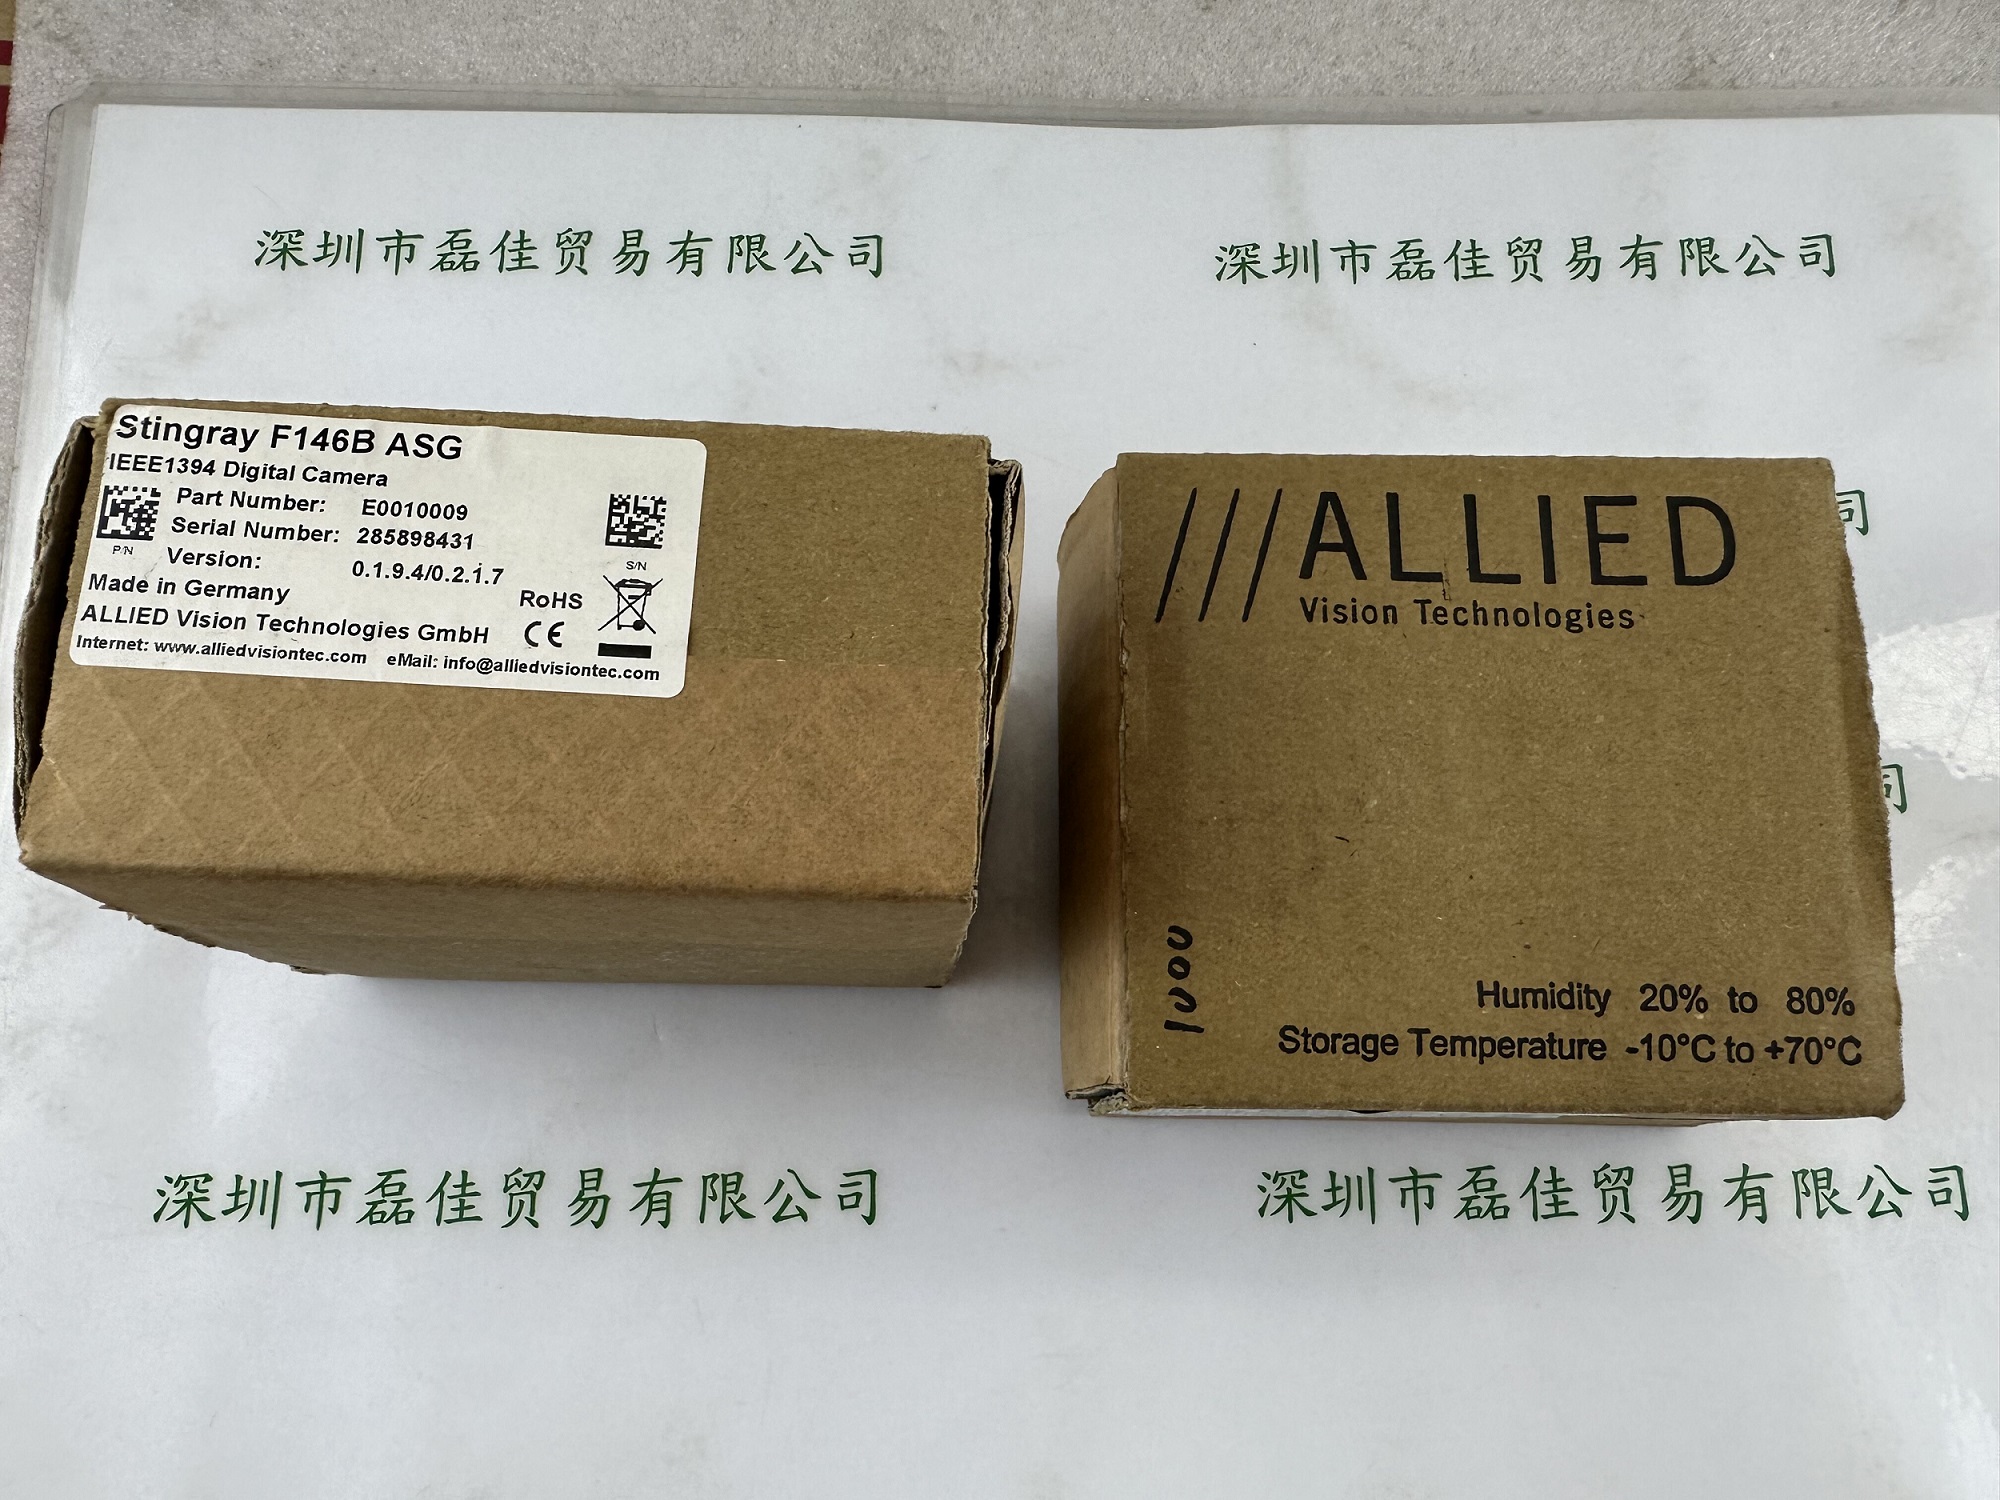 深圳市磊佳贸易有限公司
深圳市磊佳贸易有限公司
Stingray F146B ASG
IEEE1394 Digital Camera
Part Number: E0010009
Serial Number: 285898431
P/N
S/N
Version: 0.1.9.4/0.2.1.7
Made in Germany
RoHS
ALLIED Vision Technologies GmbH
CE
Internet: www.alliedvisiontec.com eMail: info@alliedvisiontec.com
///ALLIED
Vision Technologies
司
司
1000
Humidity 20% to 80%
Storage Temperature -10°C to +70°C
深圳市磊佳贸易有限公司
深圳市磊佳贸易有限公司